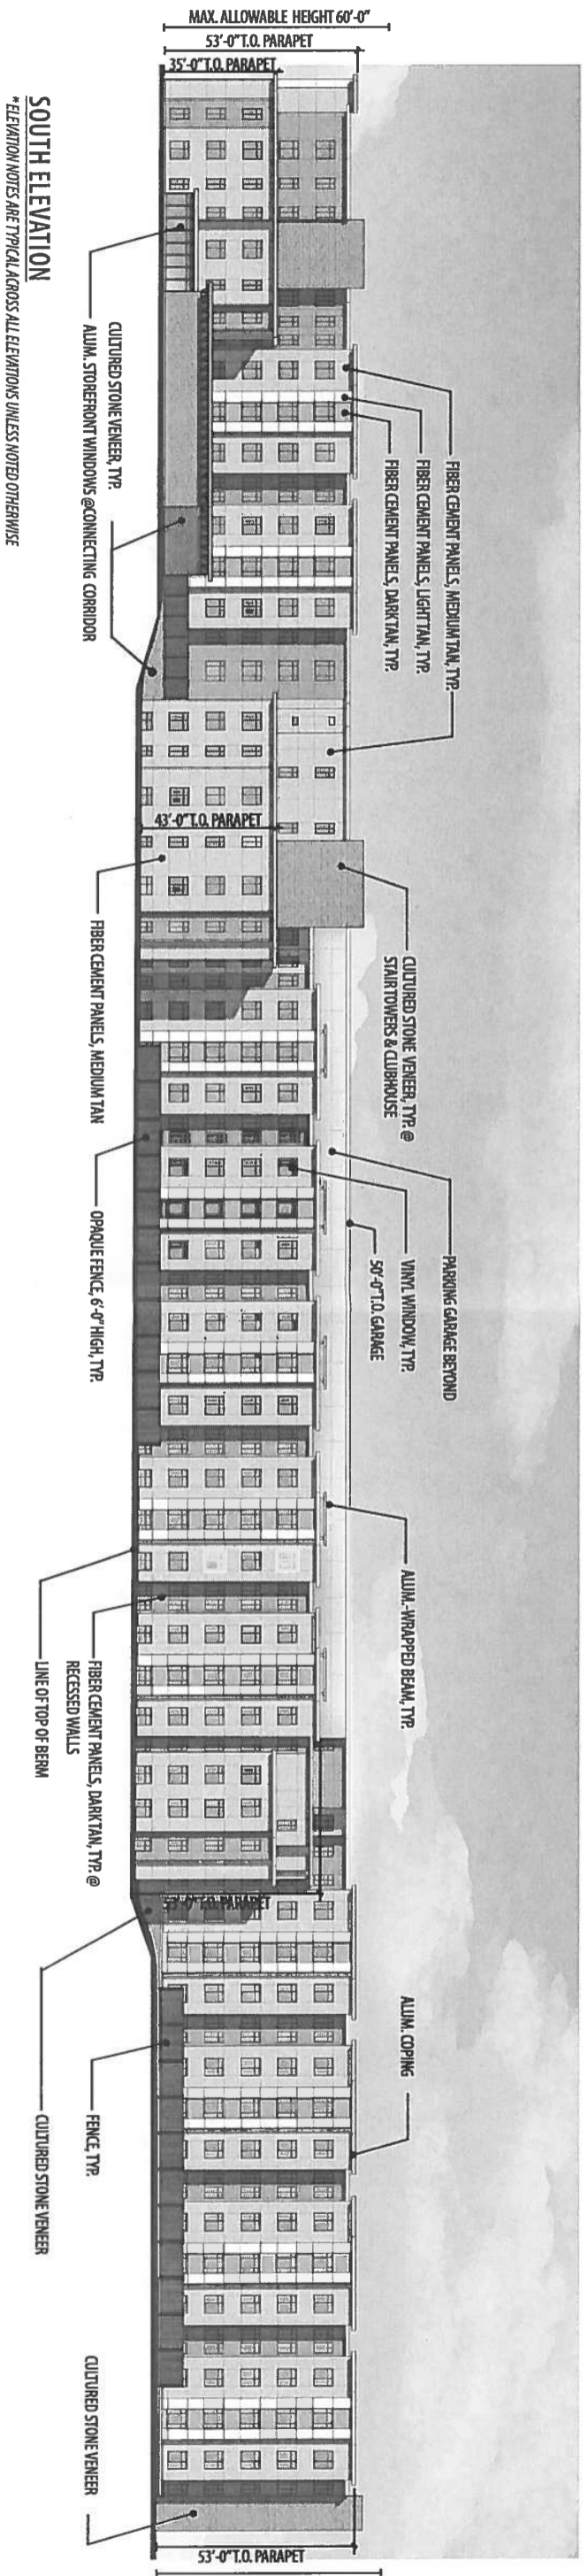 MAX. ALLOWABLE HEIGHT 60'-0"
53'-0" T.O. PARAPET
35'-0" T.O. PARAPET
FIBER CEMENT PANELS, MEDIUM TAN, TYP.
FIBER CEMENT PANELS, LIGHT TAN, TYP.
FIBER CEMENT PANELS, DARK TAN, TYP.
CULTURED STONE VENEER, TYP. @
STAIR TOWERS & CLUBHOUSE
PARKING GARAGE BEYOND
VINYL WINDOW, TYP.
50'-0" T.O. GARAGE
ALUM.-WRAPPED BEAM, TYP.
ALUM. COPING
43'-0" T.O. PARAPET
53'-0" T.O. PARAPET
53'-0" T.O. PARAPET
CULTURED STONE VENEER, TYP.
ALUM. STOREFRONT WINDOWS @CONNECTING CORRIDOR
FIBER CEMENT PANELS, MEDIUM TAN
OPAQUE FENCE, 6'-0" HIGH, TYP.
FIBER CEMENT PANELS, DARK TAN, TYP. @
RECESSED WALLS
LINE OF TOP OF BERM
CULTURED STONE VENEER
FENCE, TYP.
CULTURED STONE VENEER
SOUTH ELEVATION
*ELEVATION NOTES ARE TYPICAL ACROSS ALL ELEVATIONS UNLESS NOTED OTHERWISE